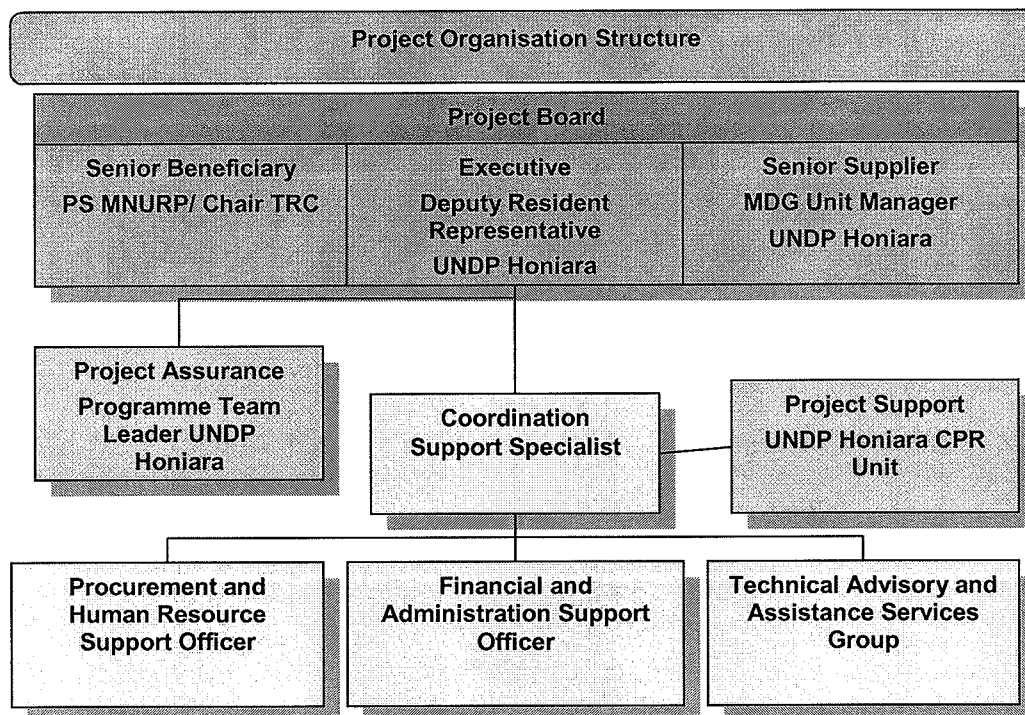 Project Organisation Structure
Project Board
Senior Beneficiary
PS MNURP/ Chair TRC
Executive
Deputy Resident
Representative
UNDP Honiara
Senior Supplier
MDG Unit Manager
UNDP Honiara
Project Assurance
Programme Team
Leader UNDP
Honiara
Coordination
Support Specialist
Project Support
UNDP Honiara CPR
Unit
Procurement and
Human Resource
Support Officer
Financial and
Administration Support
Officer
Technical Advisory and
Assistance Services
Group